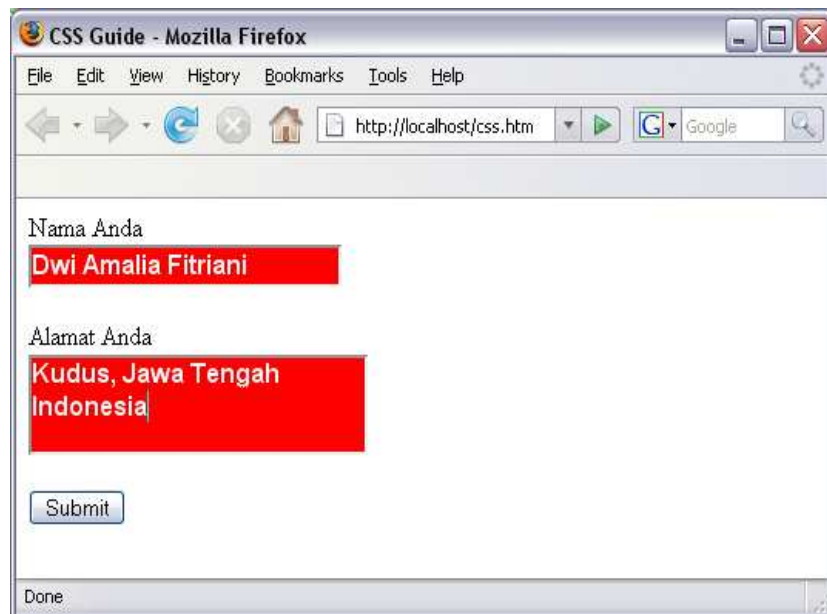 CSS Guide - Mozilla Firefox
File Edit View History Bookmarks Tools Help
http://localhost/css.htm G Google
Nama Anda
Dwi Amalia Fitriani
Alamat Anda
Kudus, Jawa Tengah
Indonesia
Submit
Done